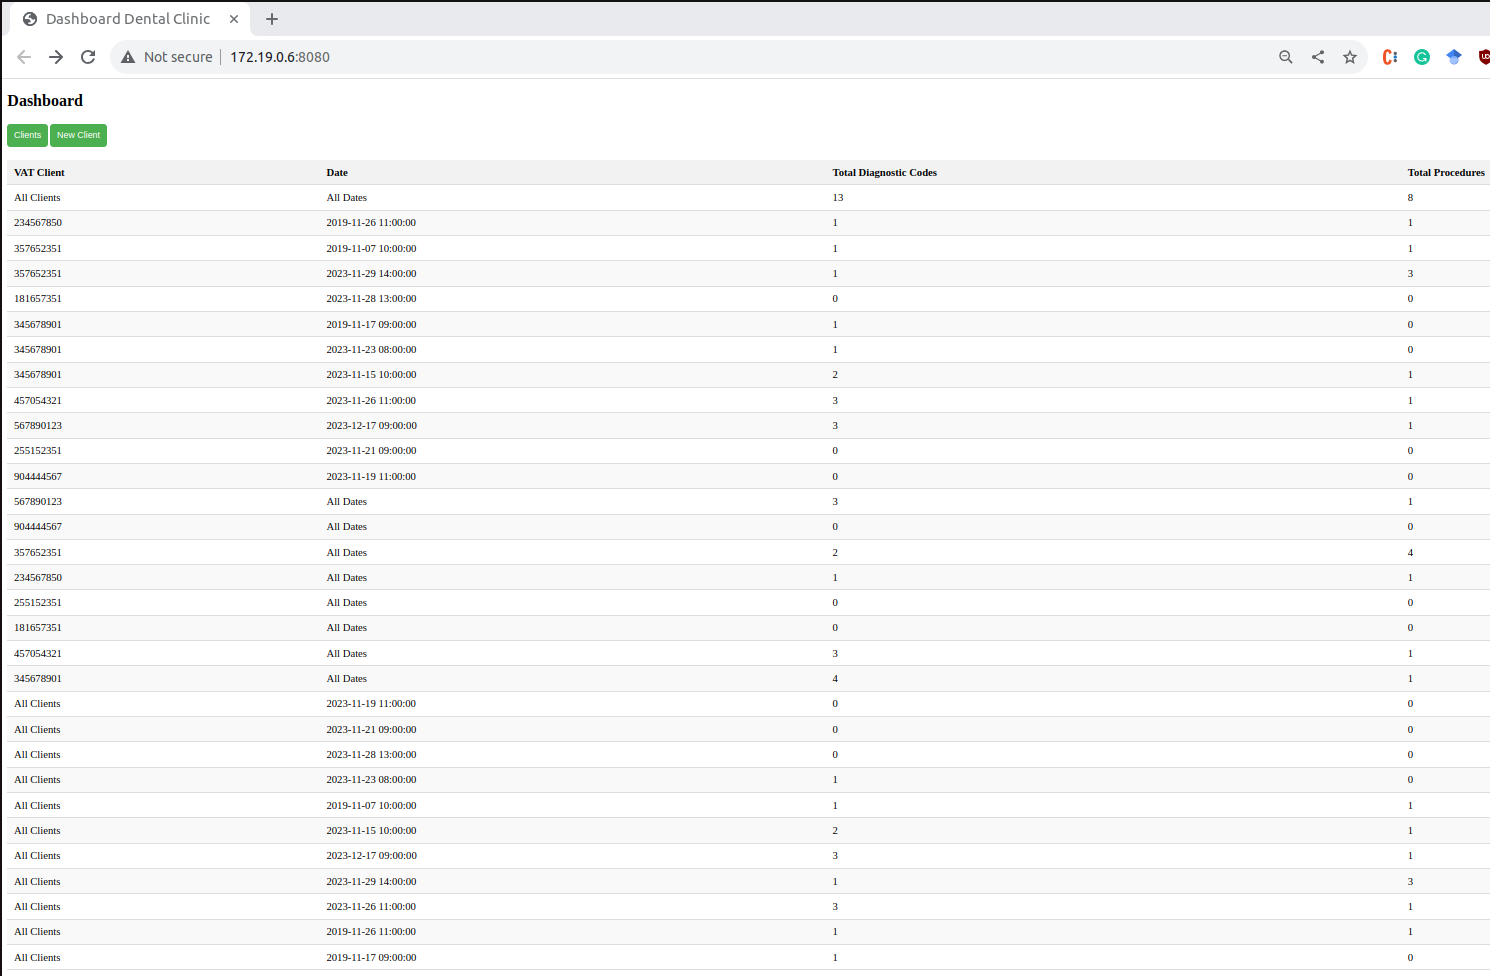 Dashboard Dental Clinic
Not secure 172.19.0.6:8080
Dashboard
Clients New Client
VAT Client Date Total Diagnostic Codes Total Procedures
All Clients All Dates 13 8
234567850 2019-11-26 11:00:00 1 1
357652351 2019-11-07 10:00:00 1 1
357652351 2023-11-29 14:00:00 1 3
181657351 2023-11-28 13:00:00 0 0
345678901 2019-11-17 09:00:00 1 0
345678901 2023-11-23 08:00:00 1 0
345678901 2023-11-15 10:00:00 2 1
457054321 2023-11-26 11:00:00 3 1
567890123 2023-12-17 09:00:00 3 1
255152351 2023-11-21 09:00:00 0 0
904444567 2023-11-19 11:00:00 0 0
567890123 All Dates 3 1
904444567 All Dates 0 0
357652351 All Dates 2 4
234567850 All Dates 1 1
255152351 All Dates 0 0
181657351 All Dates 0 0
457054321 All Dates 3 1
345678901 All Dates 4 1
All Clients 2023-11-19 11:00:00 0 0
All Clients 2023-11-21 09:00:00 0 0
All Clients 2023-11-28 13:00:00 0 0
All Clients 2023-11-23 08:00:00 1 0
All Clients 2019-11-07 10:00:00 1 1
All Clients 2023-11-15 10:00:00 2 1
All Clients 2023-12-17 09:00:00 3 1
All Clients 2023-11-29 14:00:00 1 3
All Clients 2023-11-26 11:00:00 3 1
All Clients 2019-11-26 11:00:00 1 1
All Clients 2019-11-17 09:00:00 1 0